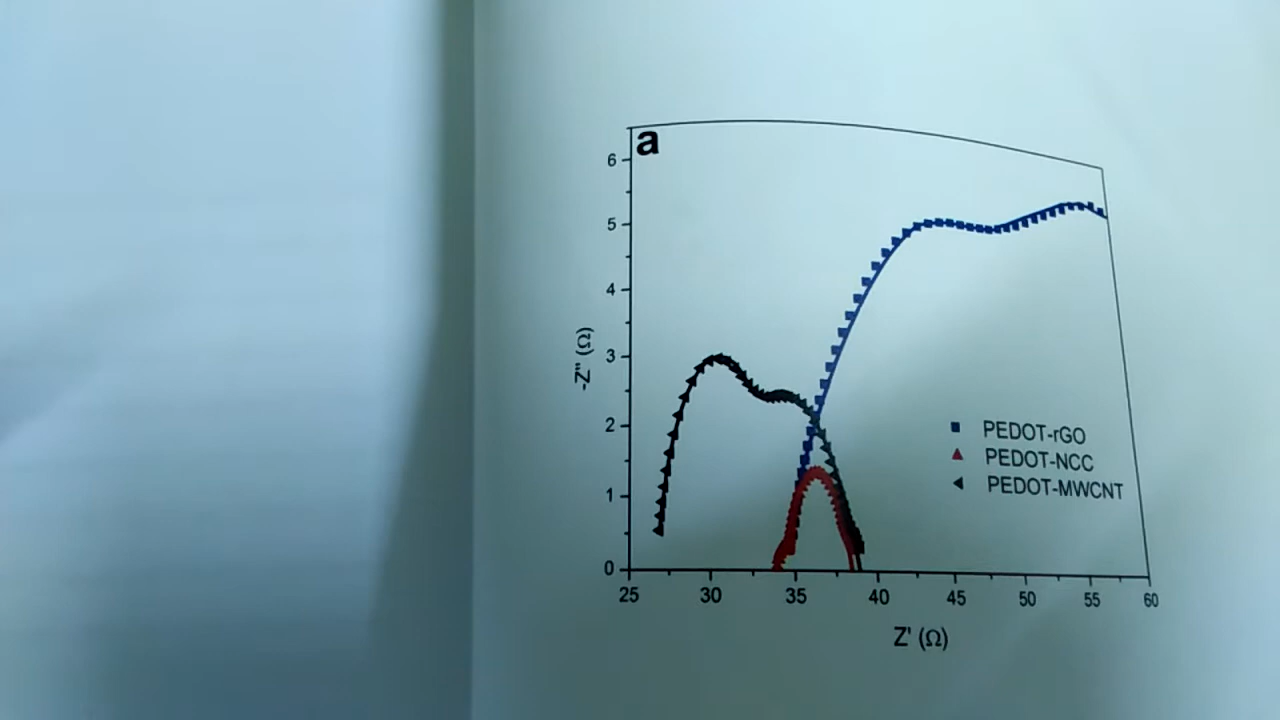 a
6
5
4
3
2
1
0
-Z" (Ω)
PEDOT-rGO
PEDOT-NCC
PEDOT-MWCNT
25 30 35 40 45 50 55 60
Z' (Ω)